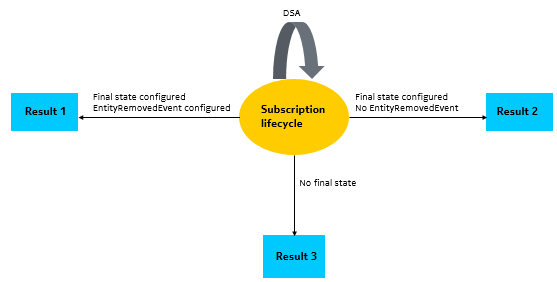 DSA
Final state configured
EntityRemovedEvent configured
Final state configured
No EntityRemovedEvent
Result 1
Subscription
lifecycle
Result 2
No final state
Result 3